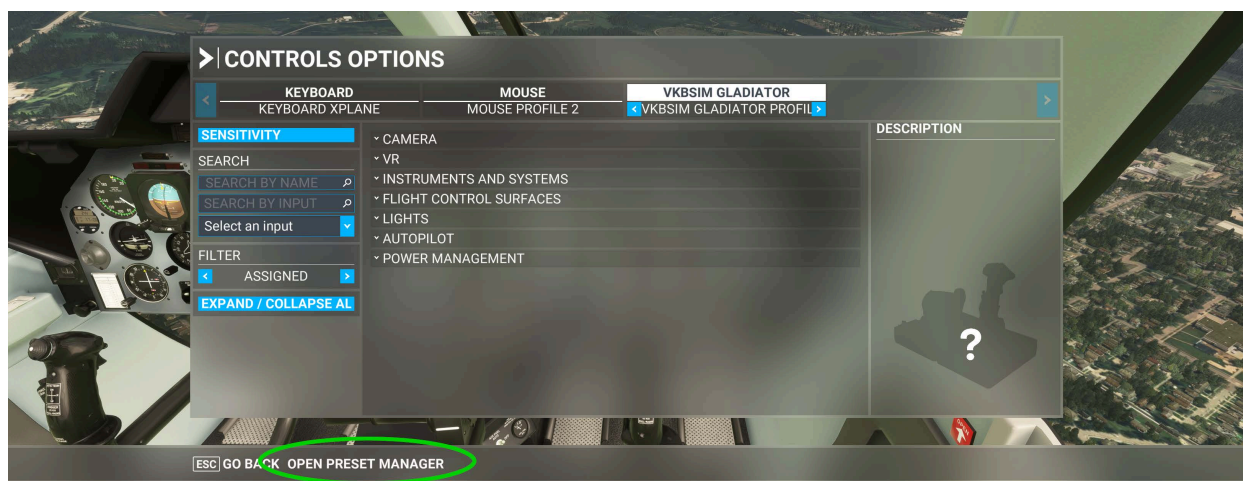 CONTROLS OPTIONS
KEYBOARD
KEYBOARD XPLANE
MOUSE
MOUSE PROFILE 2
VKBSIM GLADIATOR
VKBSIM GLADIATOR PROFIL
SENSITIVITY
SEARCH
SEARCH BY NAME
SEARCH BY INPUT
Select an input
FILTER
ASSIGNED
EXPAND / COLLAPSE AL
CAMERA
VR
INSTRUMENTS AND SYSTEMS
FLIGHT CONTROL SURFACES
LIGHTS
AUTOPILOT
POWER MANAGEMENT
DESCRIPTION
?
ESC GO BACK OPEN PRESET MANAGER